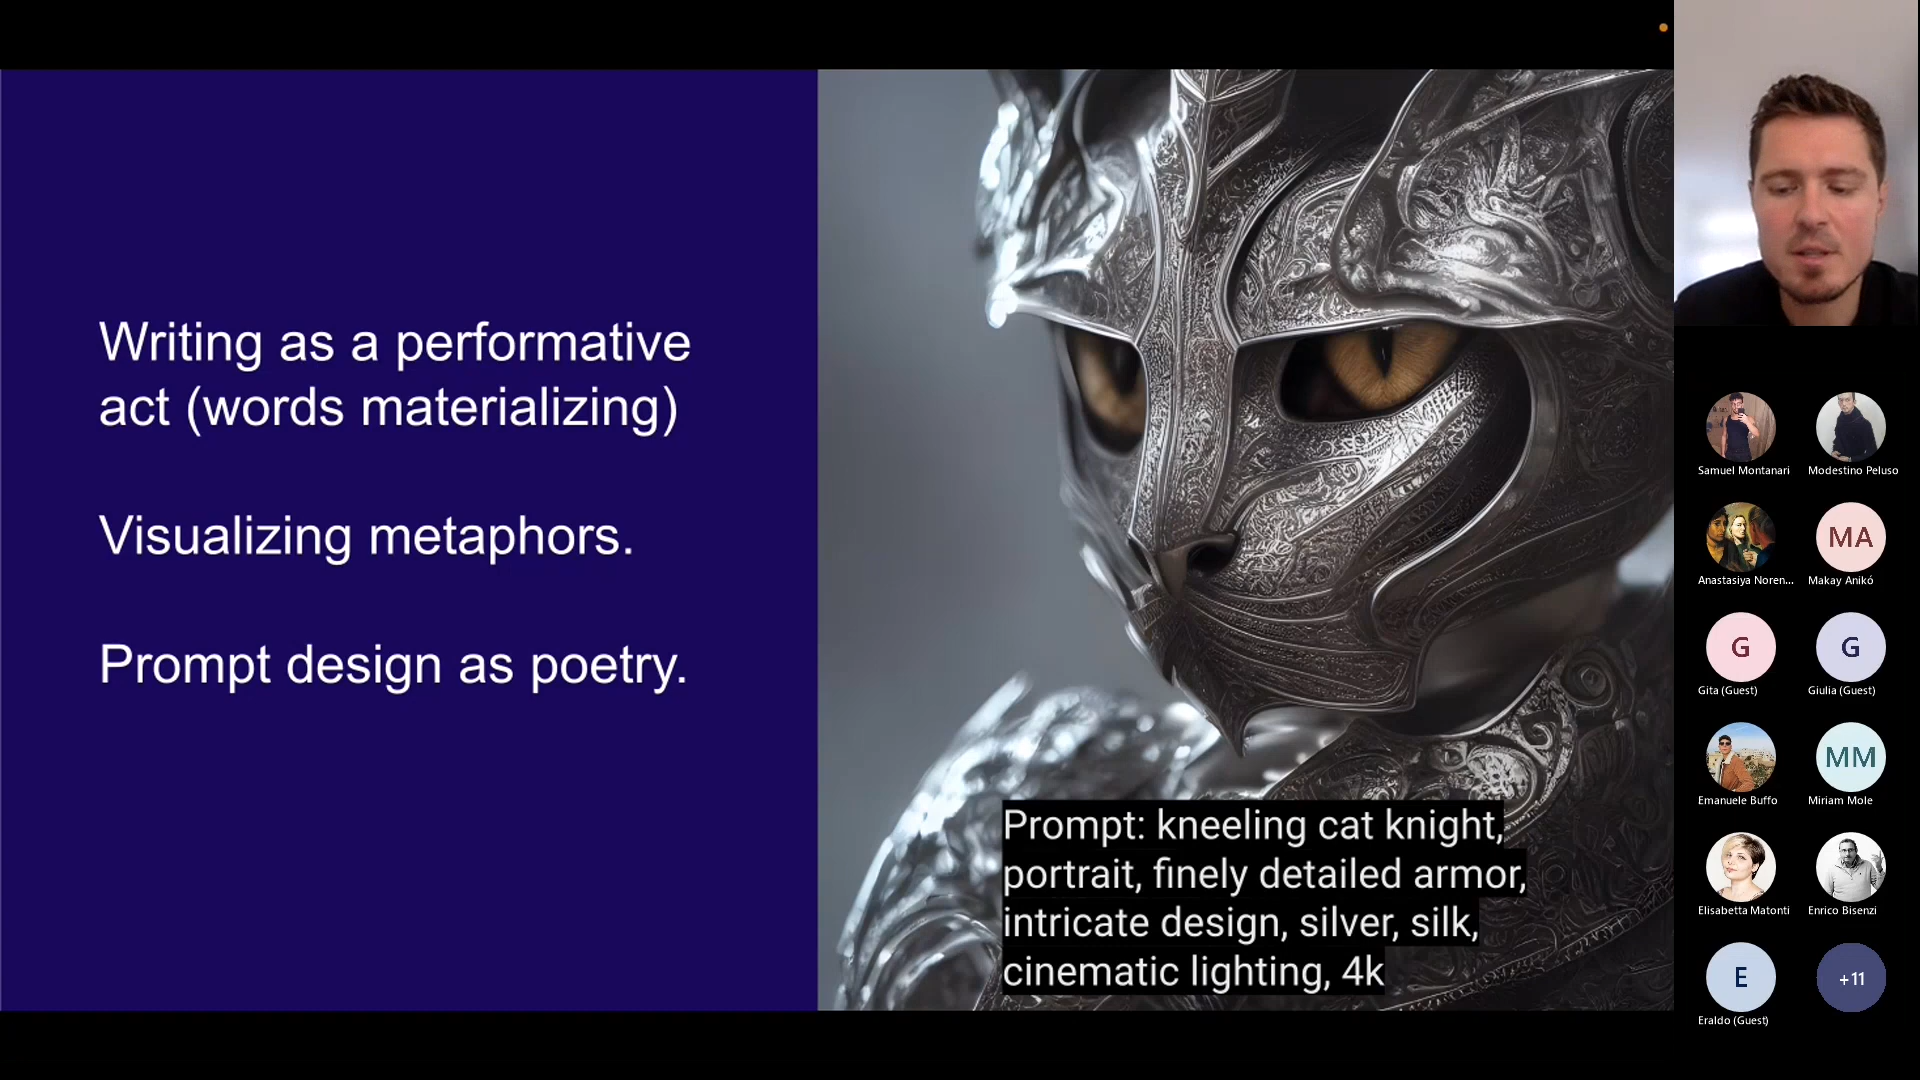 Writing as a performative
act (words materializing)
Visualizing metaphors.
Prompt design as poetry.
Prompt: kneeling cat knight,
portrait, finely detailed armor,
intricate design, silver, silk,
cinematic lighting, 4k
Samuel Montanari
Modestino Peluso
MA
Anastasiya Noren...
Makay Anikó
G
G
Gita (Guest)
Giulia (Guest)
MM
Emanuele Buffo
Miriam Mole
Elisabetta Matonti
Enrico Bisenzi
E
+11
Eraldo (Guest)